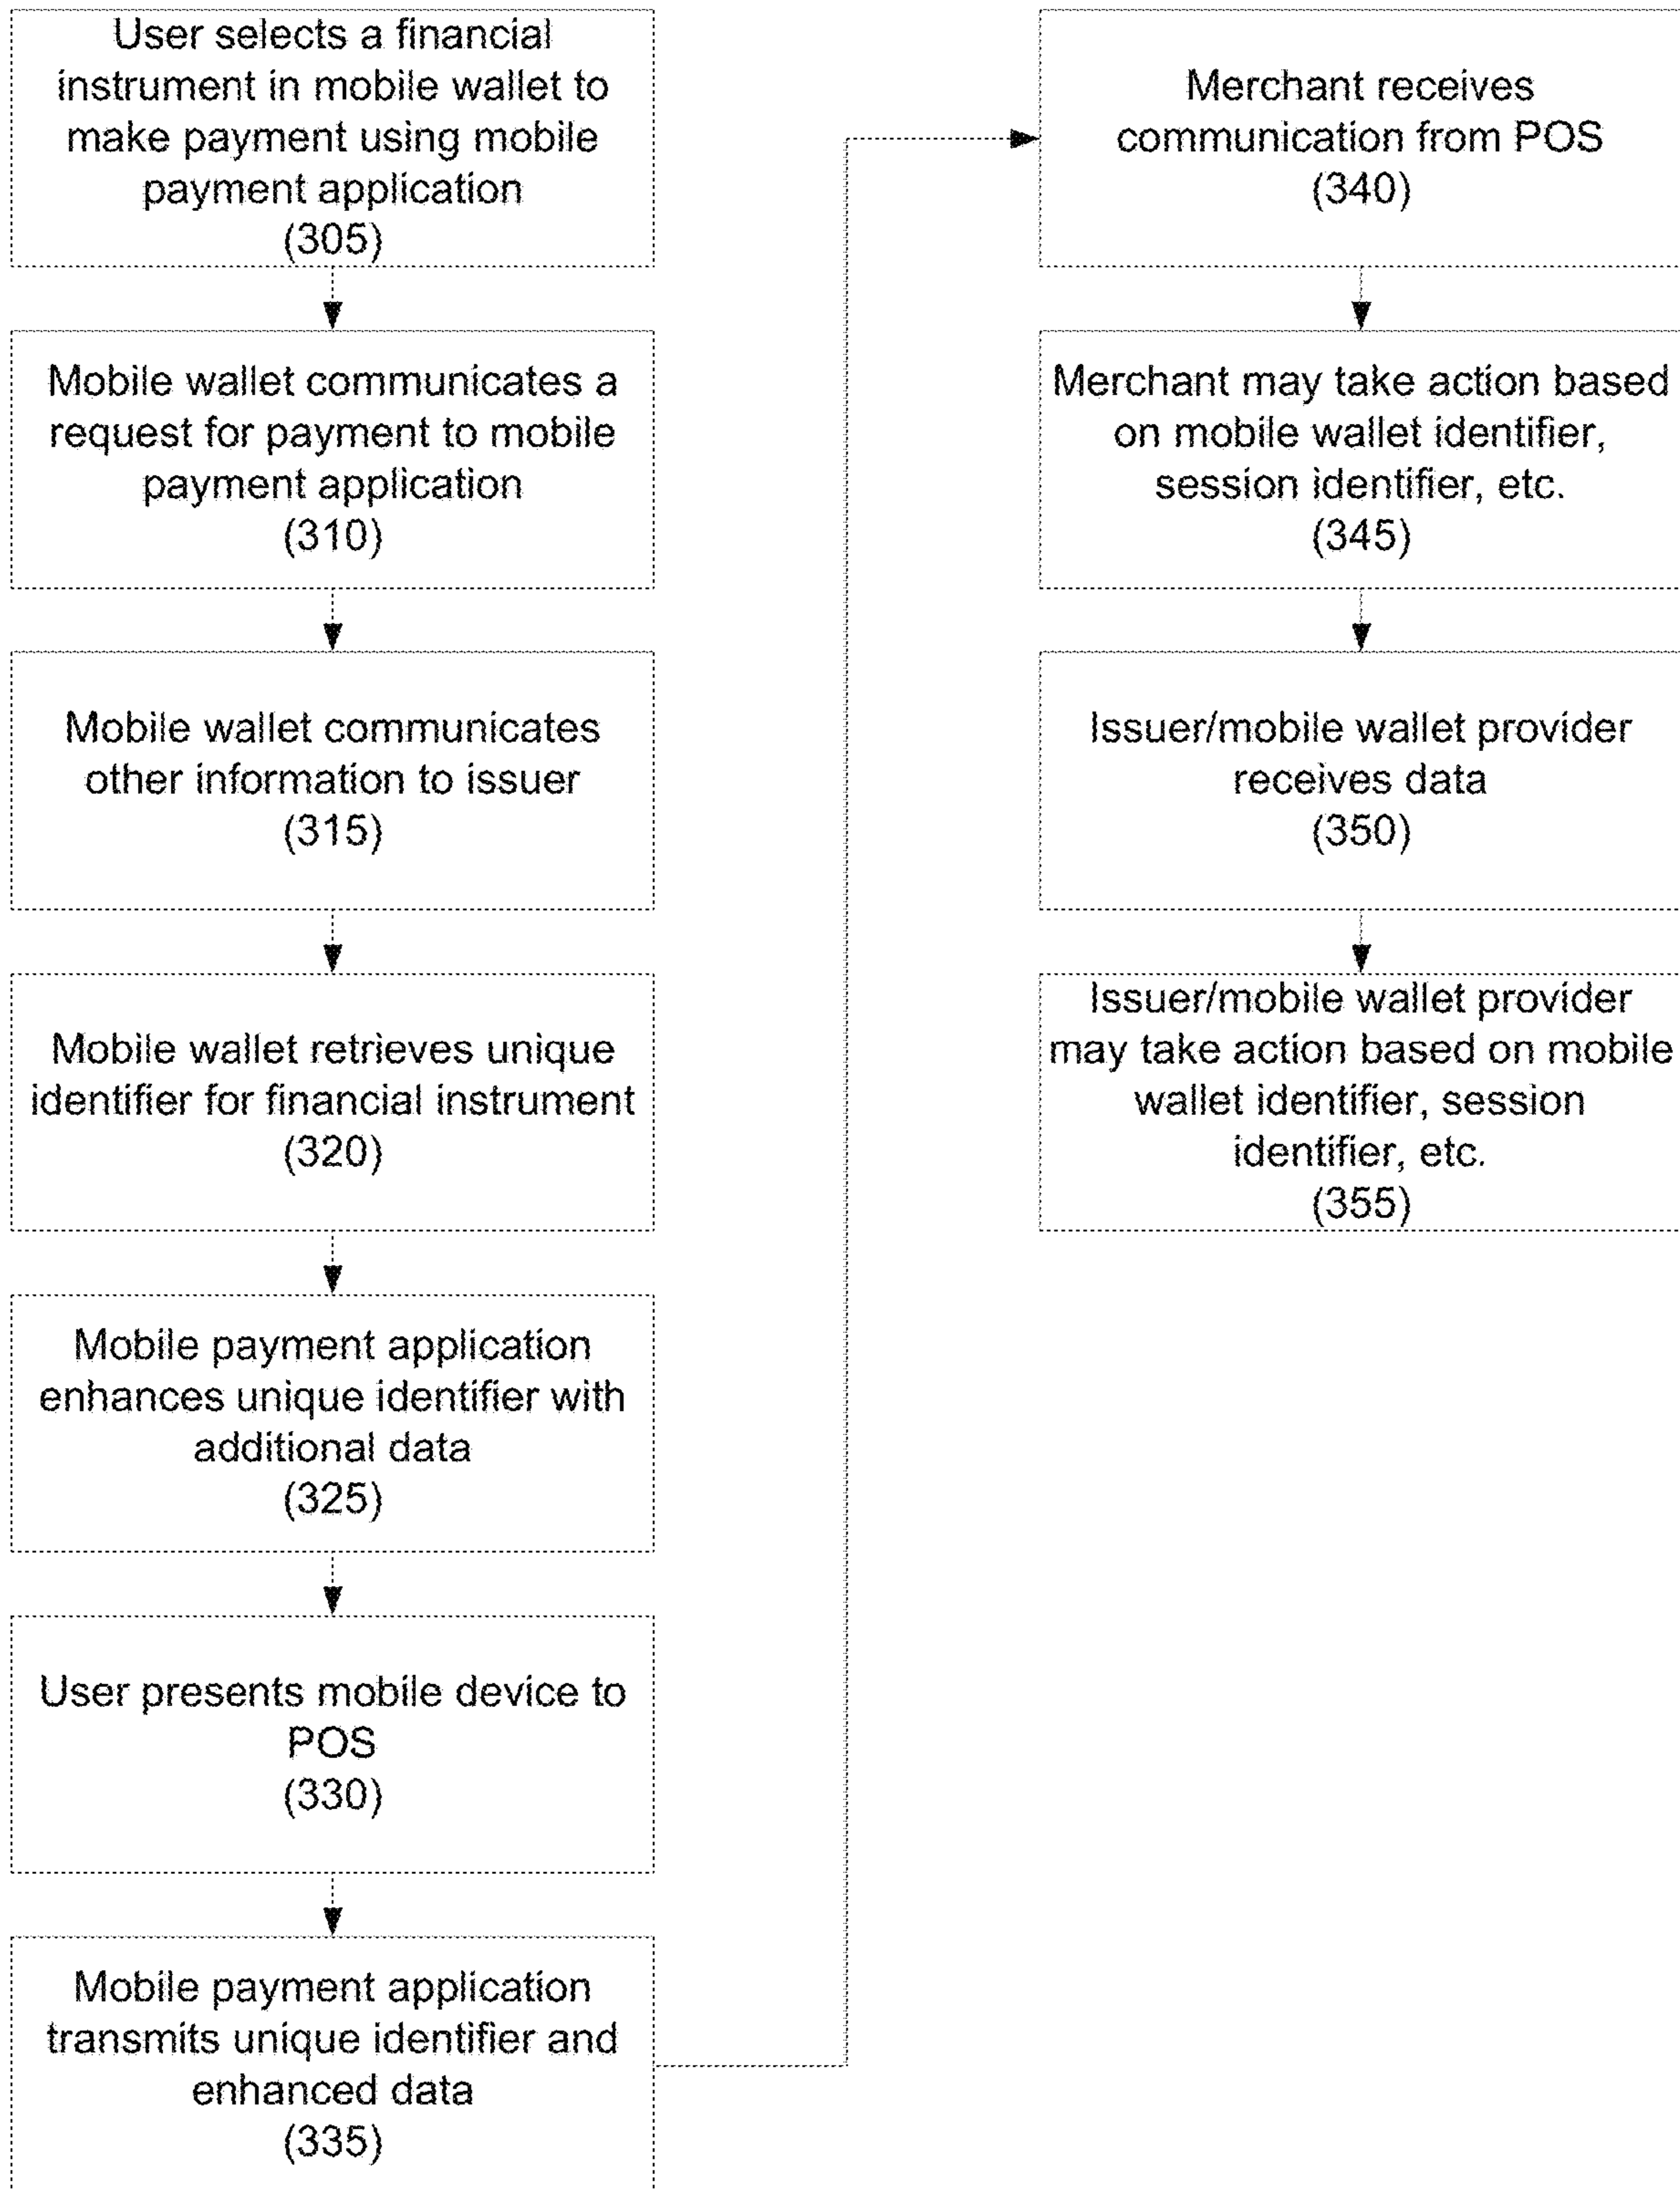 User selects a financial
instrument in mobile wallet to
make payment using mobile
payment application
(305)
Mobile wallet communicates a
request for payment to mobile
payment application
(310)
Mobile wallet communicates
other information to issuer
(315)
Mobile wallet retrieves unique
identifier for financial instrument
(320)
Mobile payment application
enhances unique identifier with
additional data
(325)
User presents mobile device to
POS
(330)
Mobile payment application
transmits unique identifier and
enhanced data
(335)
Merchant receives
communication from POS
(340)
Merchant may take action based
on mobile wallet identifier,
session identifier, etc.
(345)
Issuer/mobile wallet provider
receives data
(350)
Issuer/mobile wallet provider
may take action based on mobile
wallet identifier, session
identifier, etc.
(355)